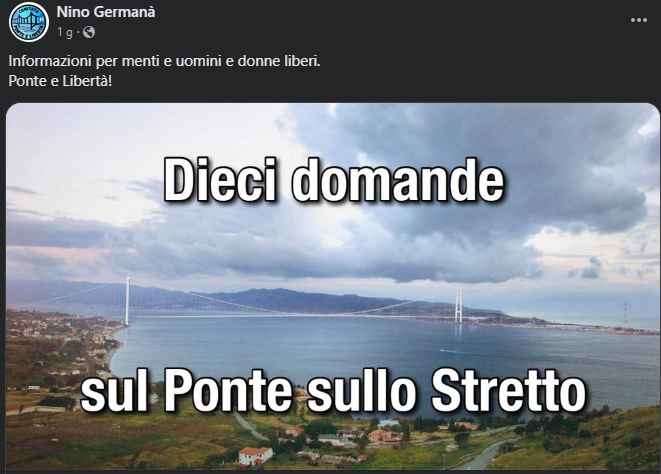 Nino Germanà
1 g
Informazioni per menti e uomini e donne liberi.
Ponte e Libertà!
Dieci domande
sul Ponte sullo Stretto